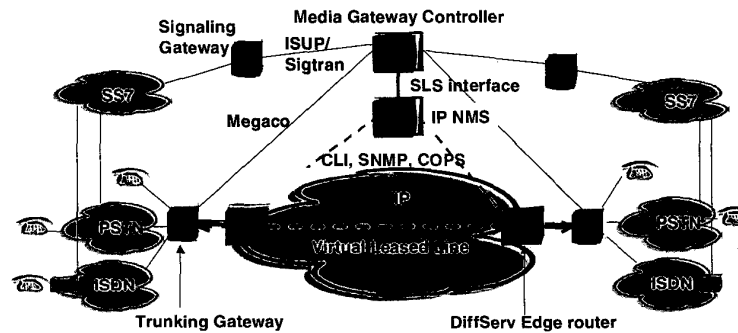 Media Gateway Controller
Signaling
Gateway
ISUP/
Sigtran
SS7
SLS interface
SS7
Megaco
IP NMS
CLI, SNMP, COPS
IP
PSTN
PSTN
Virtual Leased Line
ISDN
ISDN
Trunking Gateway
DiffServ Edge router